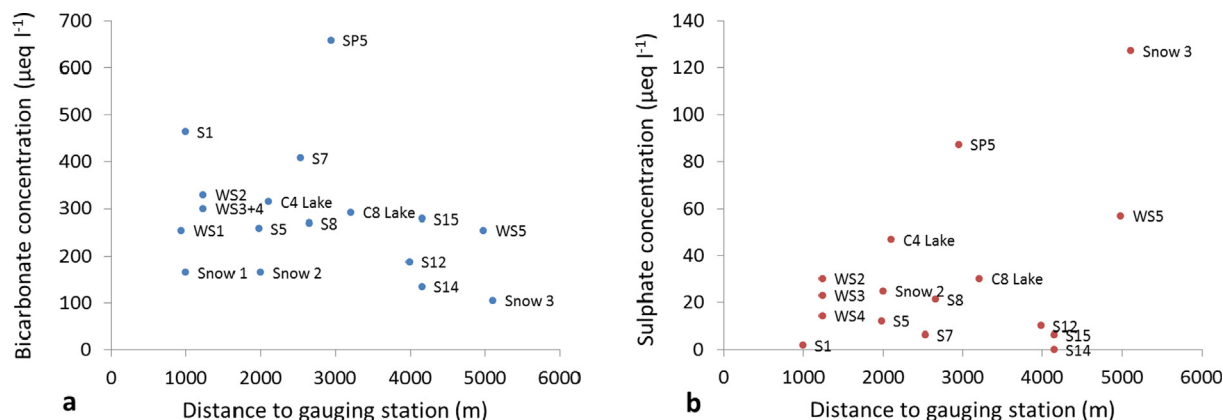 Bicarbonate concentration (µeq l-1)
700
600
500
400
300
200
100
0
SP5
S1
S7
WS2
WS3+4
C4 Lake
C8 Lake
S15
WS1
S5
S8
WS5
Snow 1
Snow 2
S12
S14
Snow 3
0
1000
2000
3000
4000
5000
6000
a
Distance to gauging station (m)
Sulphate concentration (µeq l-1)
140
120
100
80
60
40
20
0
Snow 3
SP5
WS5
C4 Lake
WS2
C8 Lake
WS3
Snow 2
S8
WS4
S5
S12
S7
S15
S1
S14
0
1000
2000
3000
4000
5000
6000
b
Distance to gauging station (m)